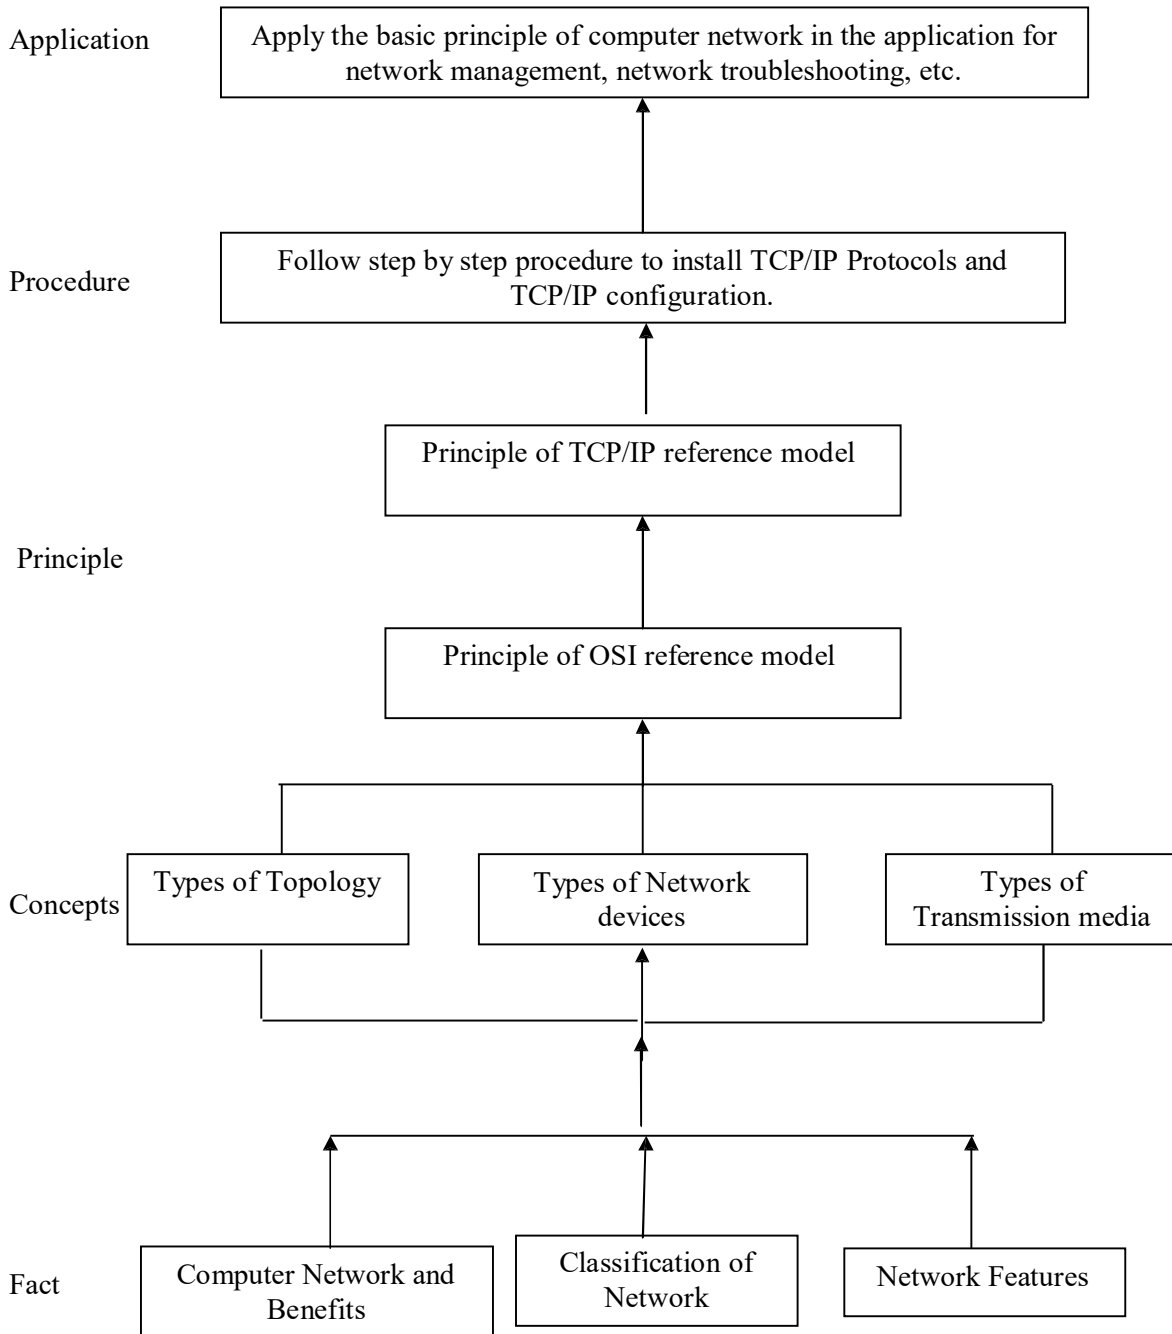 Application
Apply the basic principle of computer network in the application for
network management, network troubleshooting, etc.
Procedure
Follow step by step procedure to install TCP/IP Protocols and
TCP/IP configuration.
Principle of TCP/IP reference model
Principle
Principle of OSI reference model
Concepts
Types of Topology
Types of Network
devices
Types of
Transmission media
Fact
Computer Network and
Benefits
Classification of
Network
Network Features